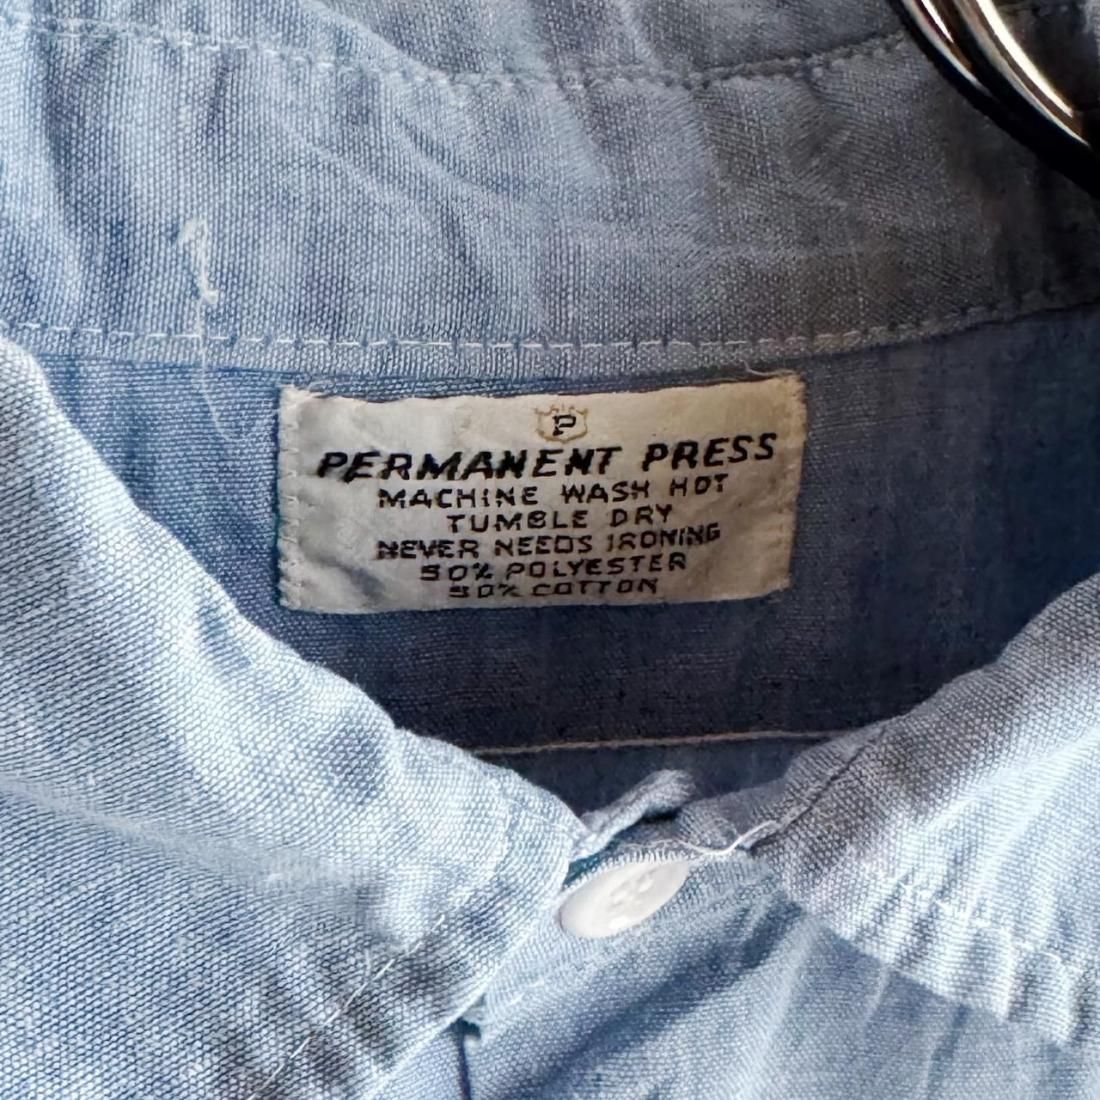 P
PERMANENT PRESS
MACHINE WASH HOT
TUMBLE DRY
NEVER NEEDS IRONING
50% POLYESTER
50% COTTON